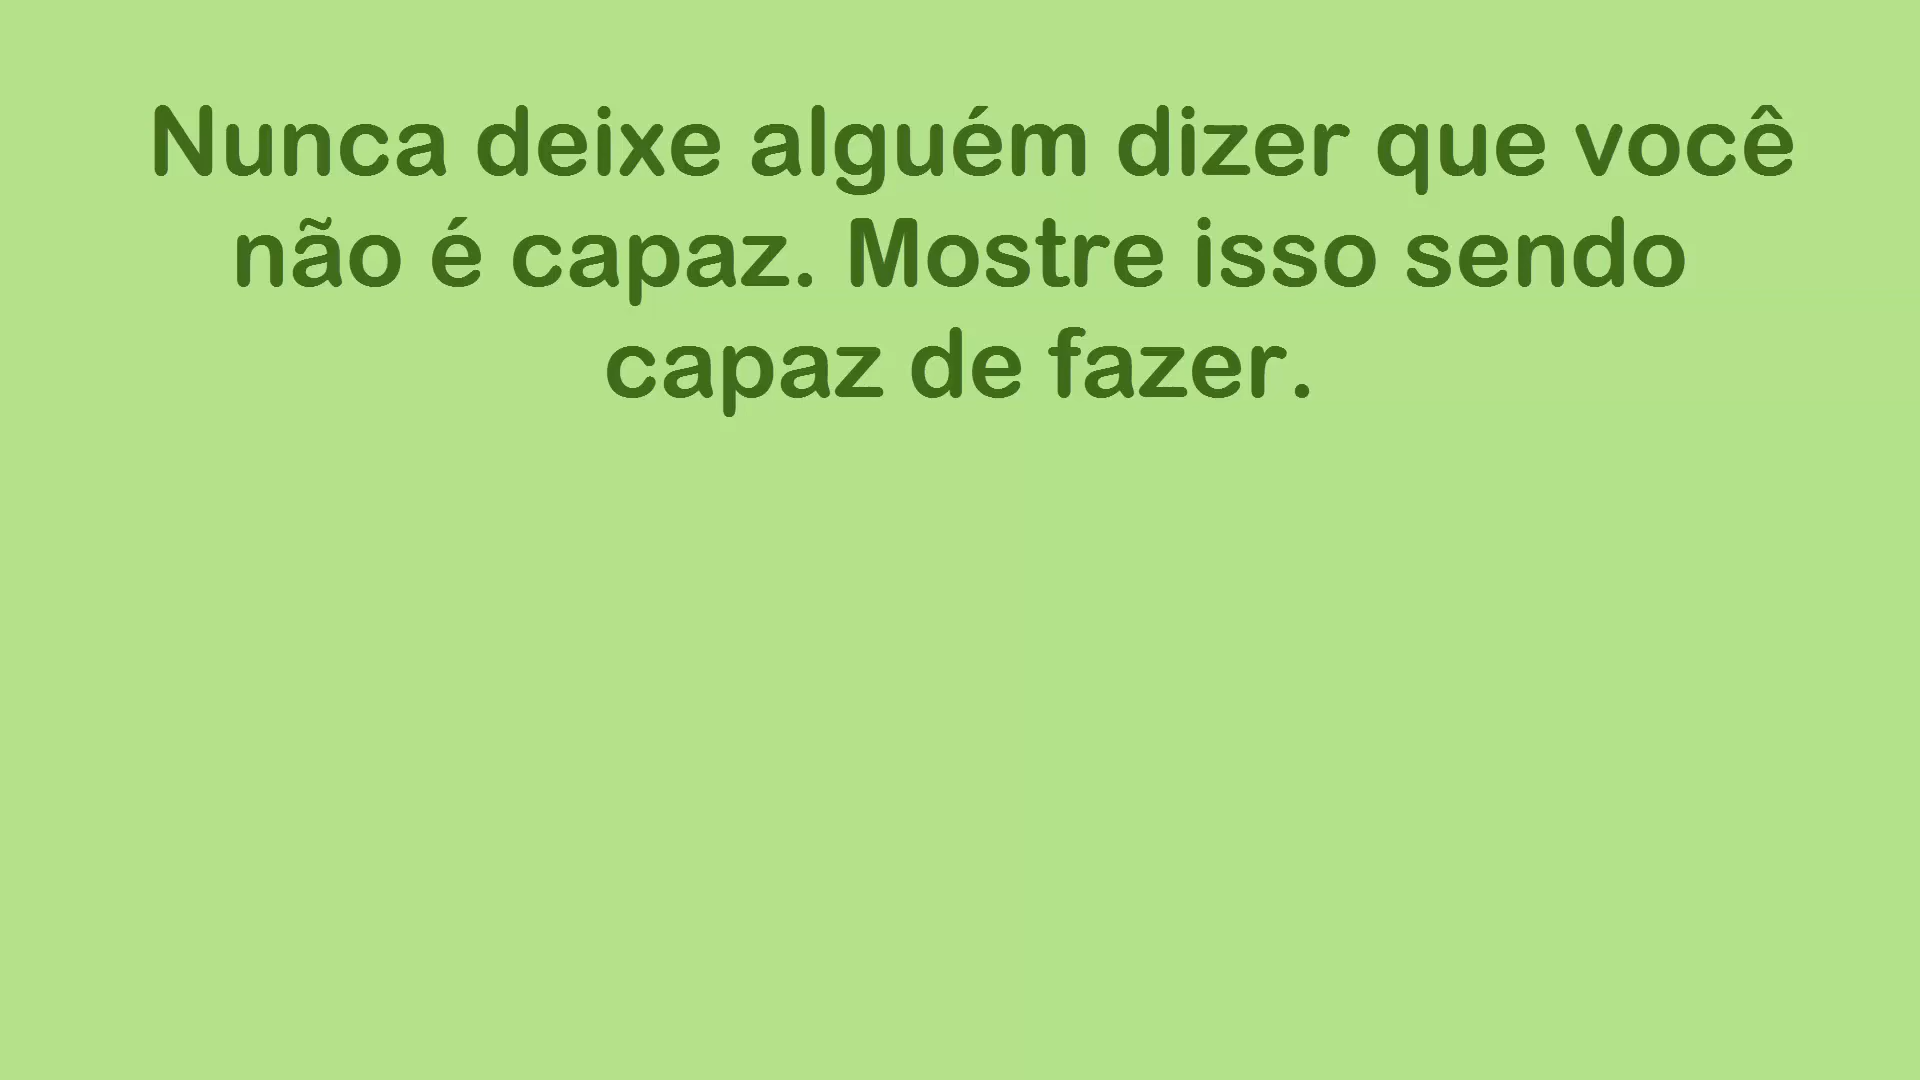 Nunca deixe alguém dizer que você
não é capaz. Mostre isso sendo
capaz de fazer.